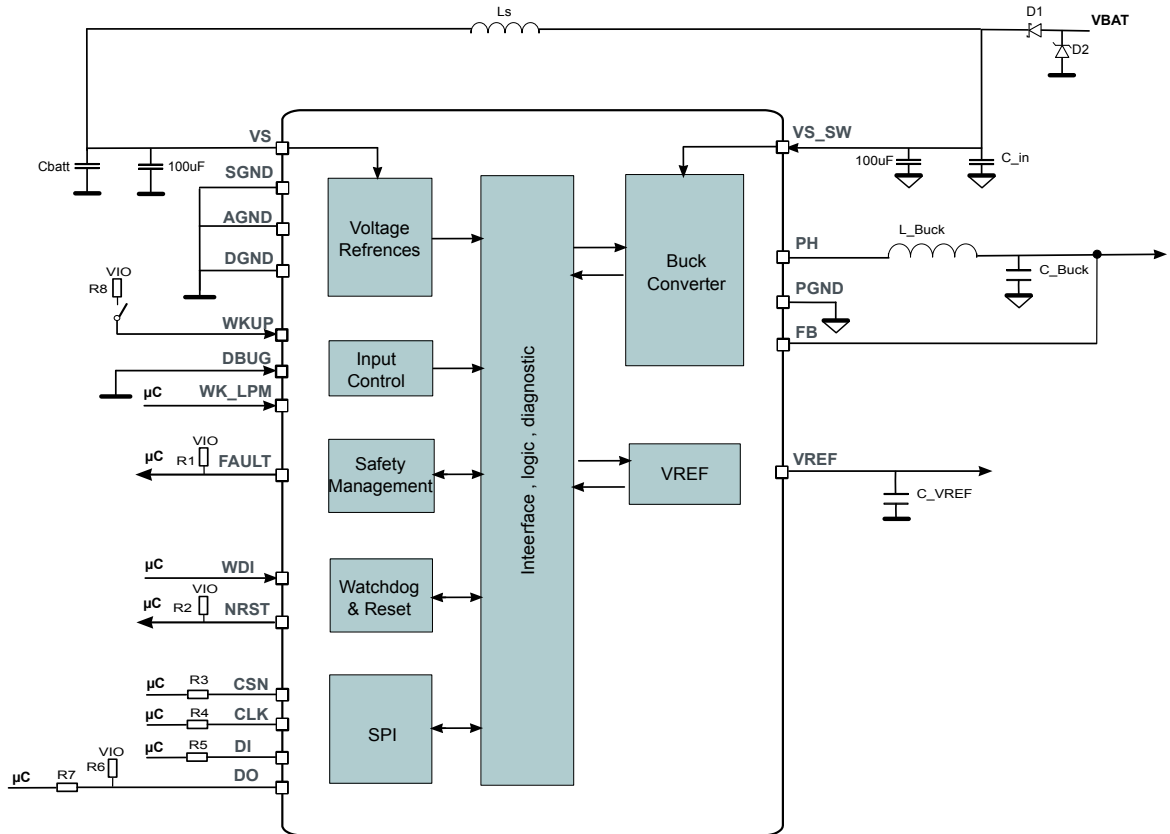 Ls
D1
VBAT
D2
VS
VS_SW
Cbatt
100uF
100uF
C_in
SGND
AGND
DGND
Voltage
Refrences
Buck
Converter
PH
L_Buck
C_Buck
PGND
FB
VIO
R8
WKUP
DBUG
µC
WK_LPM
Input
Control
Inteerface , logic , diagnostic
VIO
µC
R1
FAULT
Safety
Management
VREF
VREF
C_VREF
µC
WDI
VIO
µC
R2
NRST
Watchdog
& Reset
µC
R3
CSN
µC
R4
CLK
µC
R5
DI
SPI
VIO
R6
µC
R7
DO